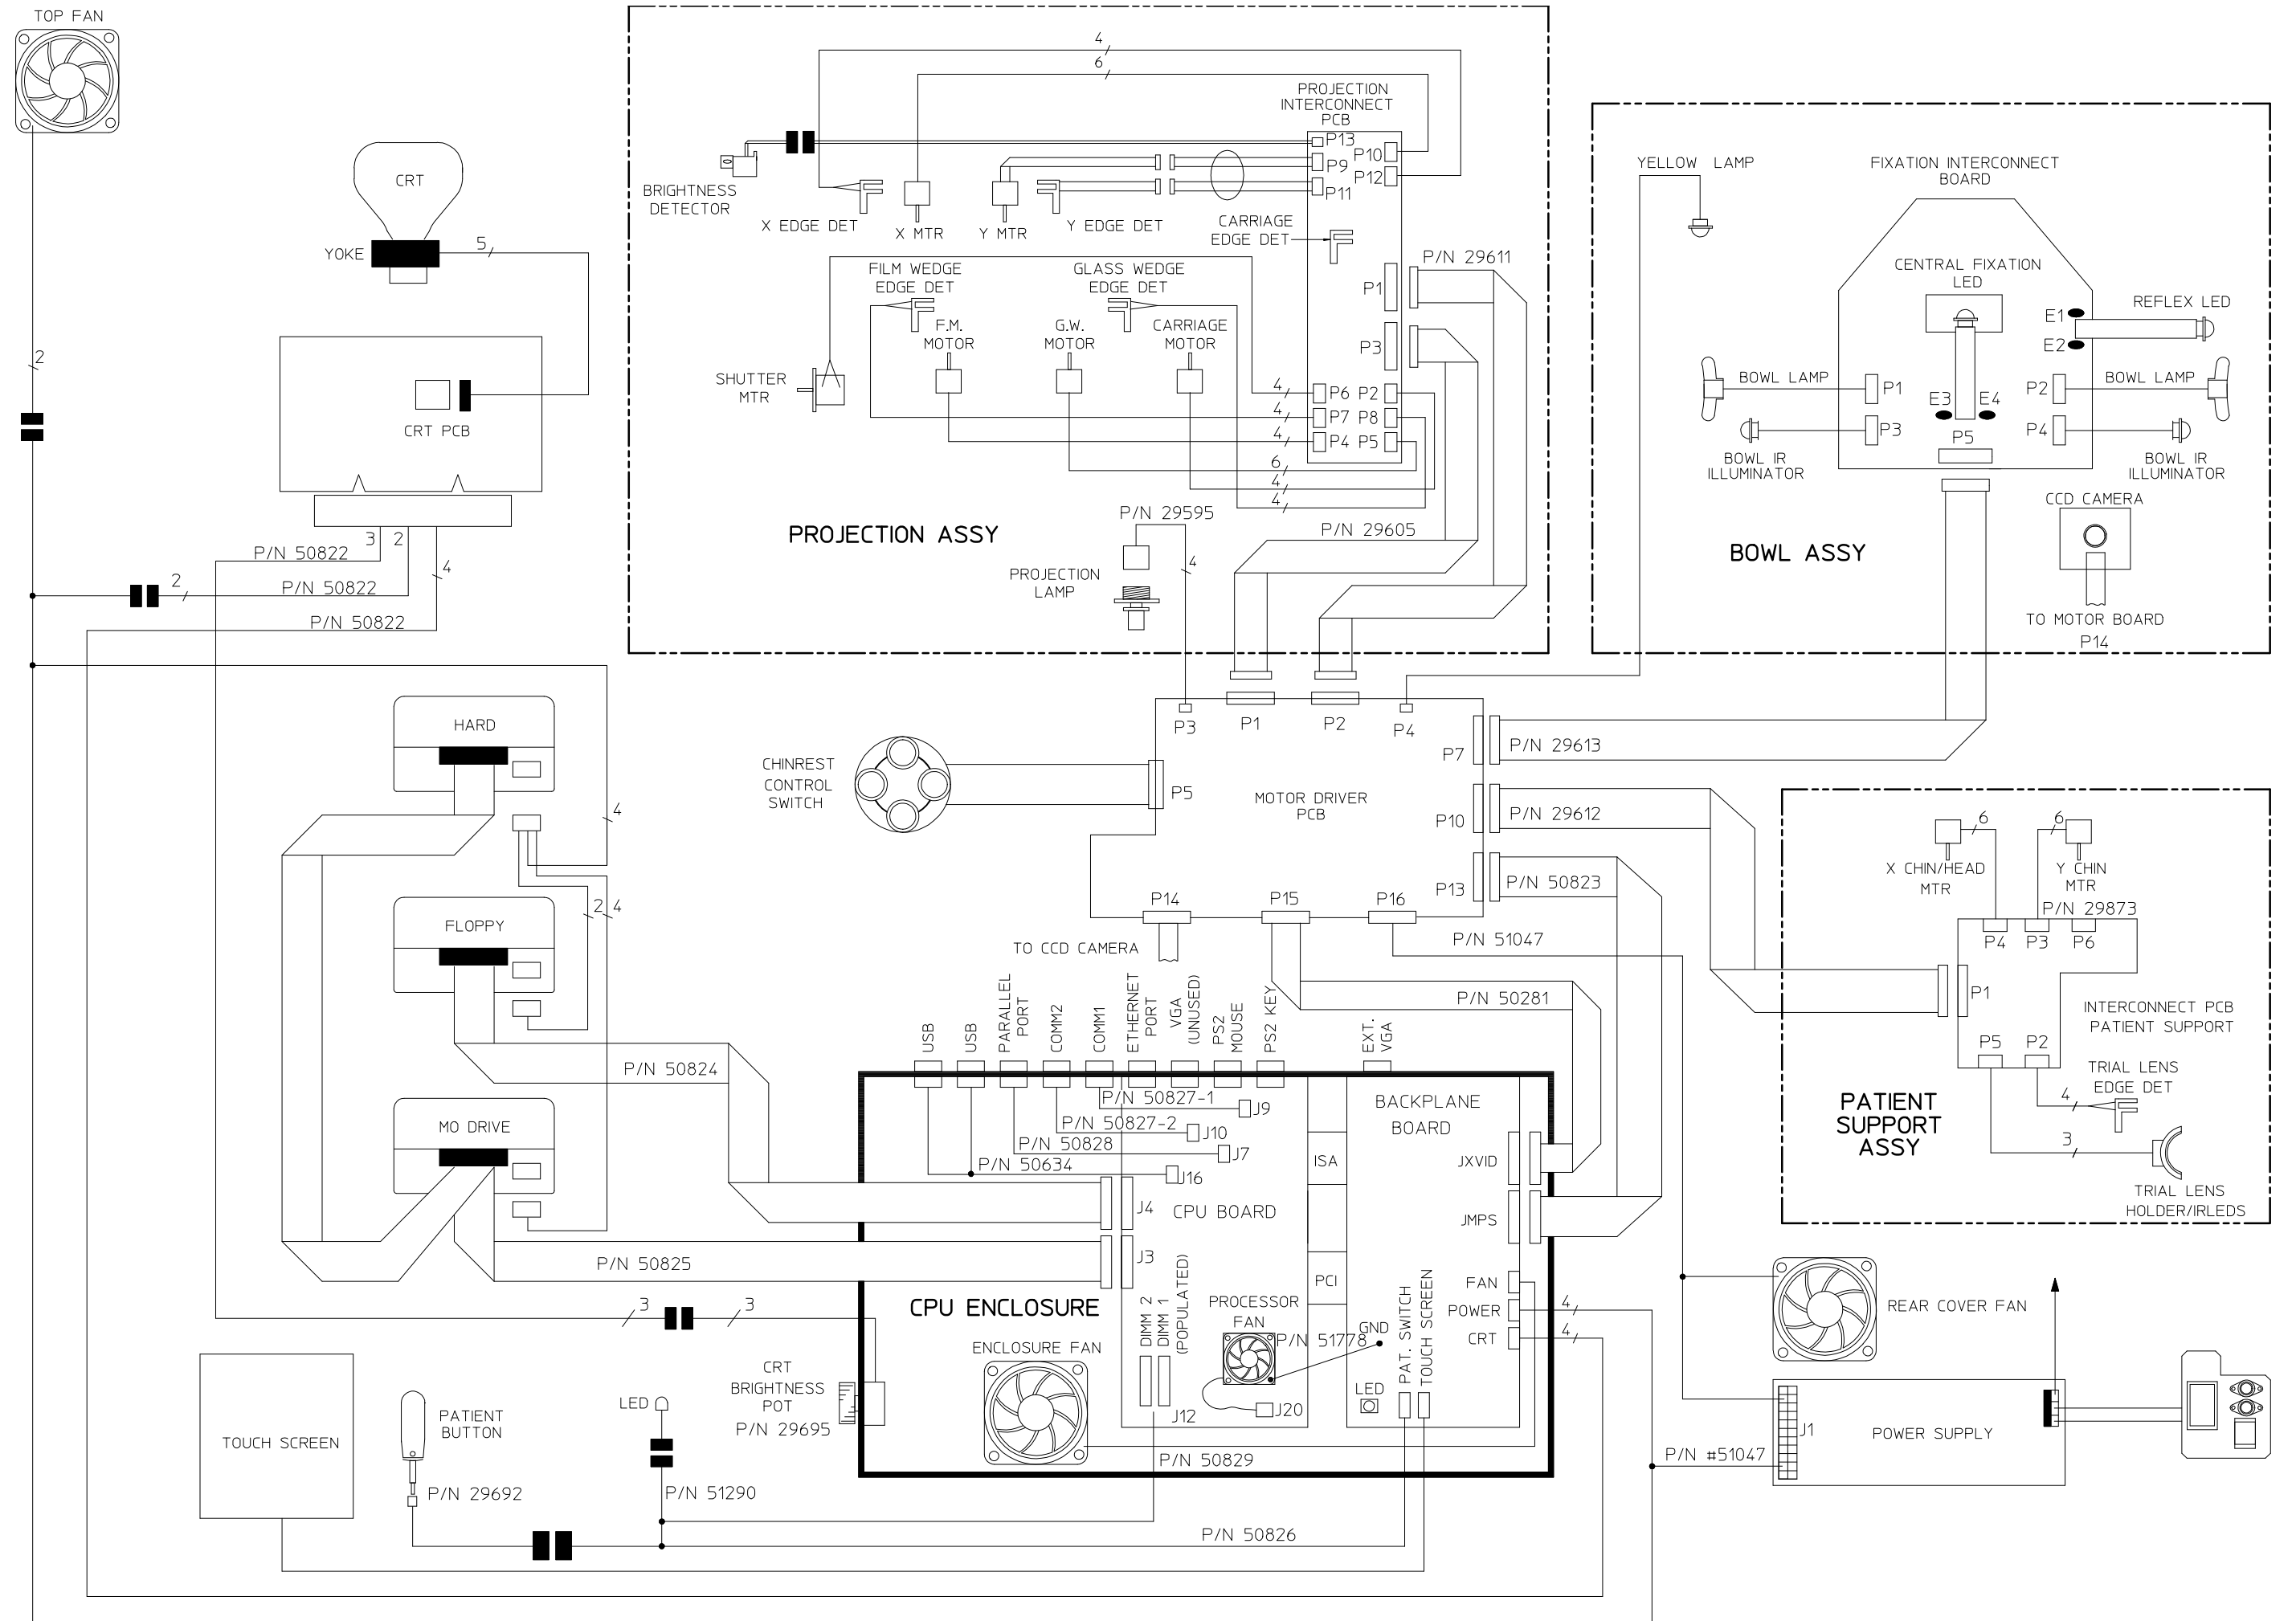 TOP FAN
2
CRT
YOKE
5
CRT PCB
3
2
P/N 50822
4
2
P/N 50822
P/N 50822
4
6
PROJECTION
INTERCONNECT
PCB
P13
P10
P9
P12
P11
BRIGHTNESS
DETECTOR
X EDGE DET
X MTR
Y MTR
Y EDGE DET
CARRIAGE
EDGE DET
FILM WEDGE
EDGE DET
GLASS WEDGE
EDGE DET
P/N 29611
P1
F.M.
MOTOR
G.W.
MOTOR
CARRIAGE
MOTOR
P3
SHUTTER
MTR
4
P6
P2
4
P7
P8
4
P4
P5
6
4
4
P/N 29595
P/N 29605
PROJECTION ASSY
PROJECTION
LAMP
4
YELLOW LAMP
FIXATION INTERCONNECT
BOARD
CENTRAL FIXATION
LED
REFLEX LED
E1
E2
BOWL LAMP
P1
P2
BOWL LAMP
E3
E4
P3
P5
P4
BOWL IR
ILLUMINATOR
BOWL IR
ILLUMINATOR
CCD CAMERA
BOWL ASSY
TO MOTOR BOARD
P14
HARD
4
FLOPPY
2
4
MO DRIVE
P/N 50824
P/N 50825
CHINREST
CONTROL
SWITCH
P3
P1
P2
P4
P5
MOTOR DRIVER
PCB
P7
P/N 29613
P10
P/N 29612
P13
P/N 50823
P14
P15
P16
TO CCD CAMERA
P/N 51047
P/N 50281
X CHIN/HEAD
MTR
6
6
Y CHIN
MTR
P/N 29873
P4
P3
P6
P1
INTERCONNECT PCB
PATIENT SUPPORT
P5
P2
TRIAL LENS
EDGE DET
4
3
PATIENT
SUPPORT
ASSY
TRIAL LENS
HOLDER/IRLEDS
USB
USB
PARALLEL
PORT
COMM2
COMM1
ETHERNET
PORT
VGA
(UNUSED)
PS2
MOUSE
PS2 KEY
EXT.
VGA
P/N 50827-1
J9
P/N 50827-2
J10
P/N 50828
J7
P/N 50634
J16
BACKPLANE
BOARD
ISA
JXVID
J4
CPU BOARD
JMPS
J3
PCI
FAN
POWER
CRT
4
4
CPU ENCLOSURE
DIMM 2
DIMM 1
(POPULATED)
PROCESSOR
FAN
P/N 51778
GND
PAT. SWITCH
TOUCH SCREEN
ENCLOSURE FAN
LED
J12
J20
P/N 50829
3
3
CRT
BRIGHTNESS
POT
P/N 29695
TOUCH SCREEN
PATIENT
BUTTON
P/N 29692
LED
P/N 51290
P/N 50826
REAR COVER FAN
J1
POWER SUPPLY
P/N #51047